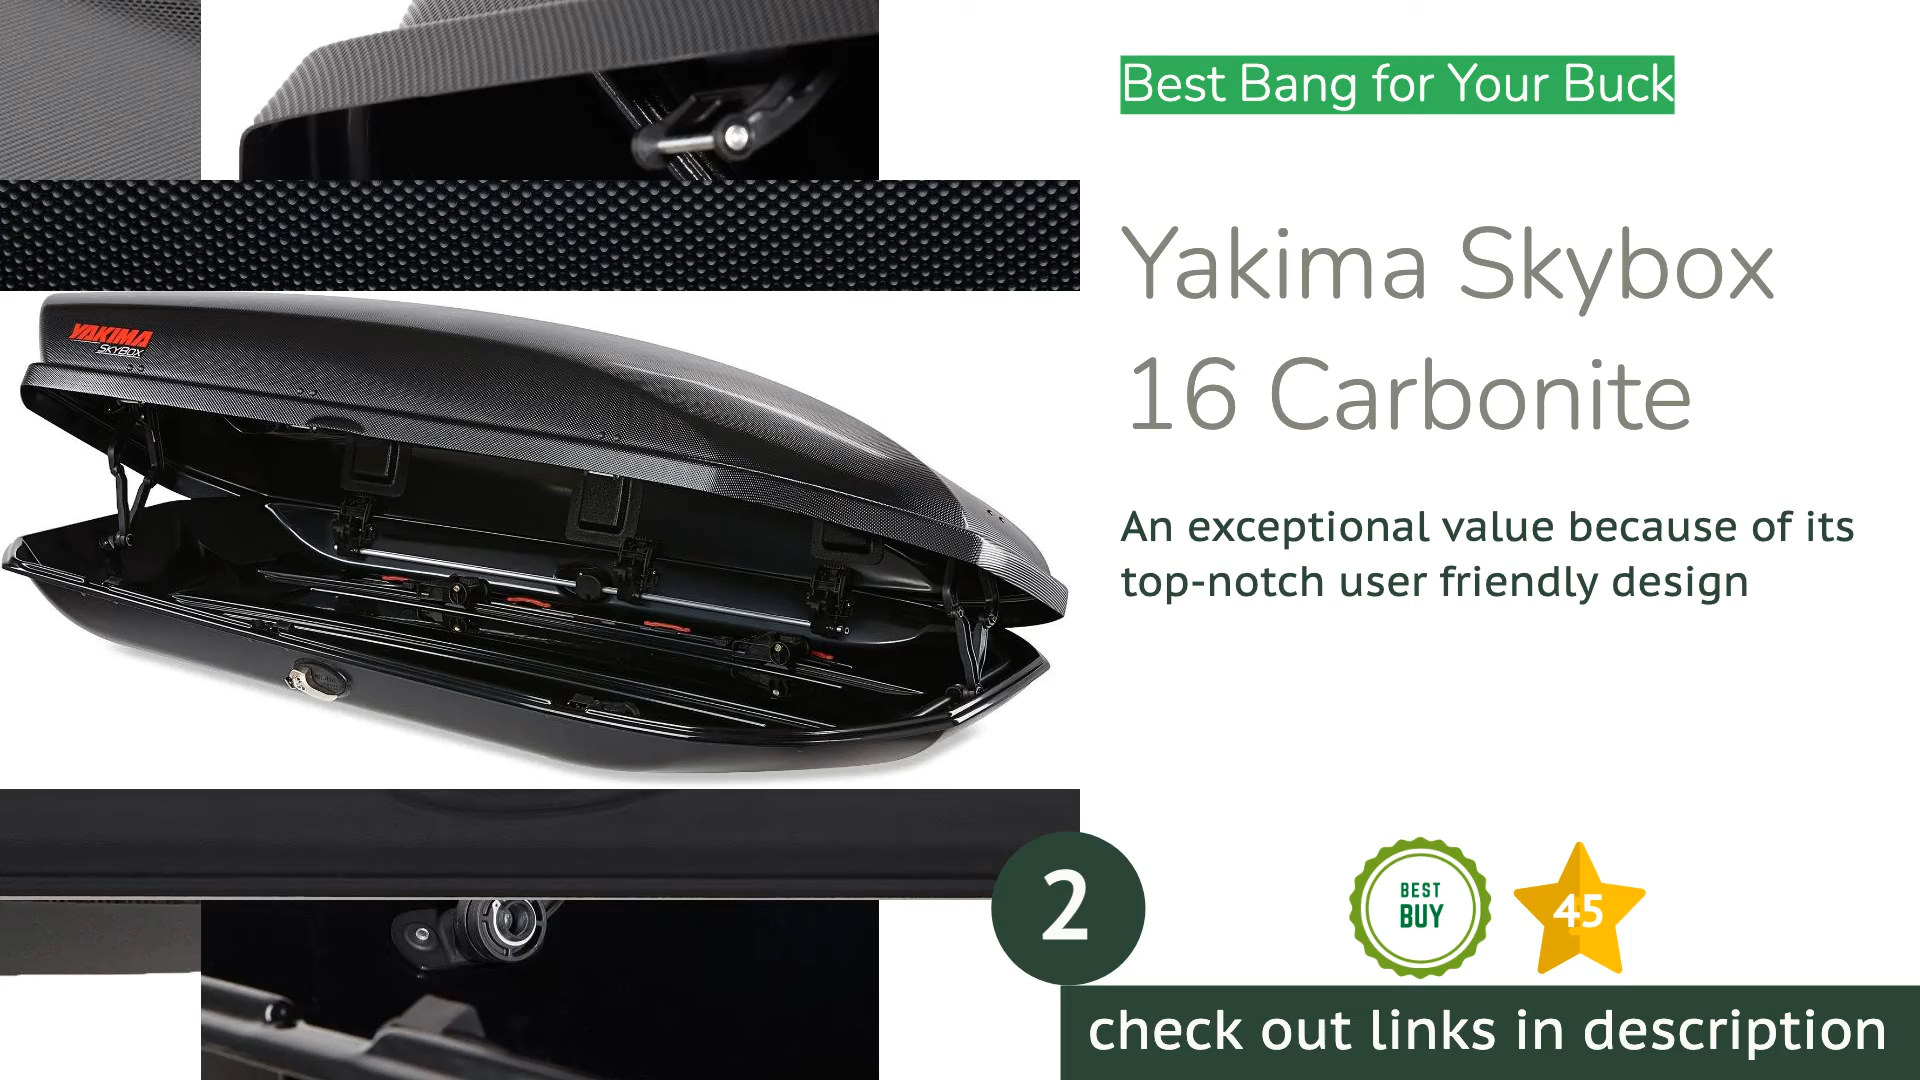 Best Bang for Your Buck
Yakima Skybox
16 Carbonite
An exceptional value because of its
top-notch user friendly design
YAKIMA
SKYBOX
2
BEST
BUY
45
check out links in description